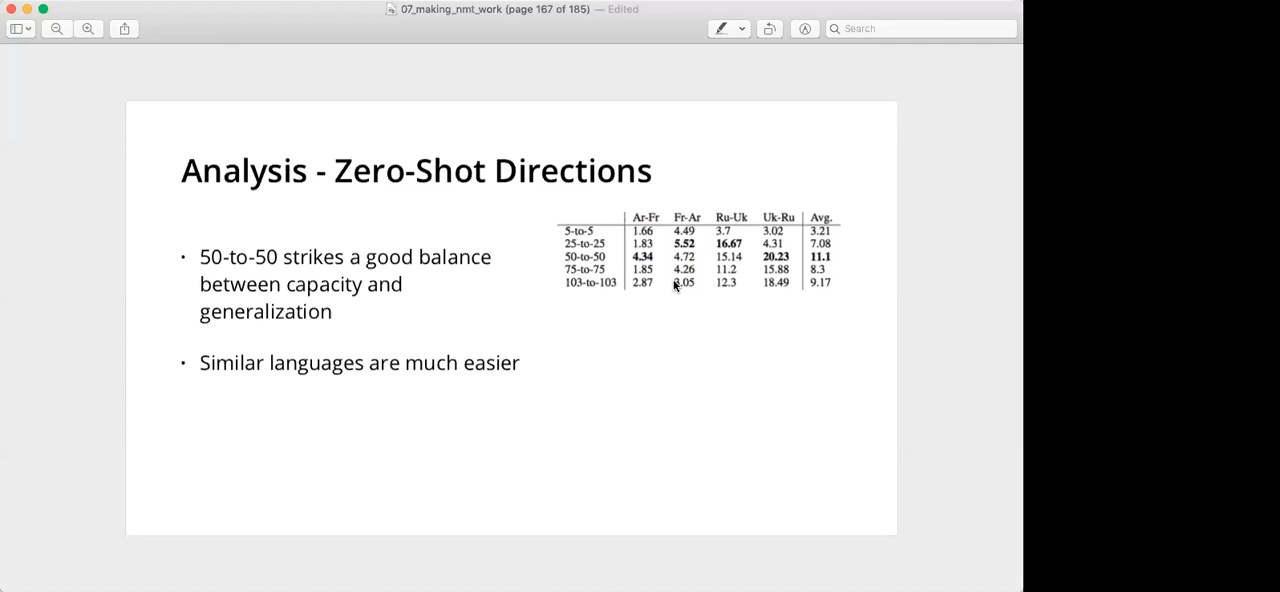 07_making_nmt_work (page 167 of 185) — Edited
Search
Analysis - Zero-Shot Directions
· 50-to-50 strikes a good balance
between capacity and
generalization
· Similar languages are much easier
Ar-Fr Fr-Ar Ru-Uk Uk-Ru Avg.
5-to-5 1.66 4.49 3.7 3.02 3.21
25-to-25 1.83 5.52 16.67 4.31 7.08
50-to-50 4.34 4.72 15.14 20.23 11.1
75-to-75 1.85 4.26 11.2 15.88 8.3
103-to-103 2.87 .05 12.3 18.49 9.17